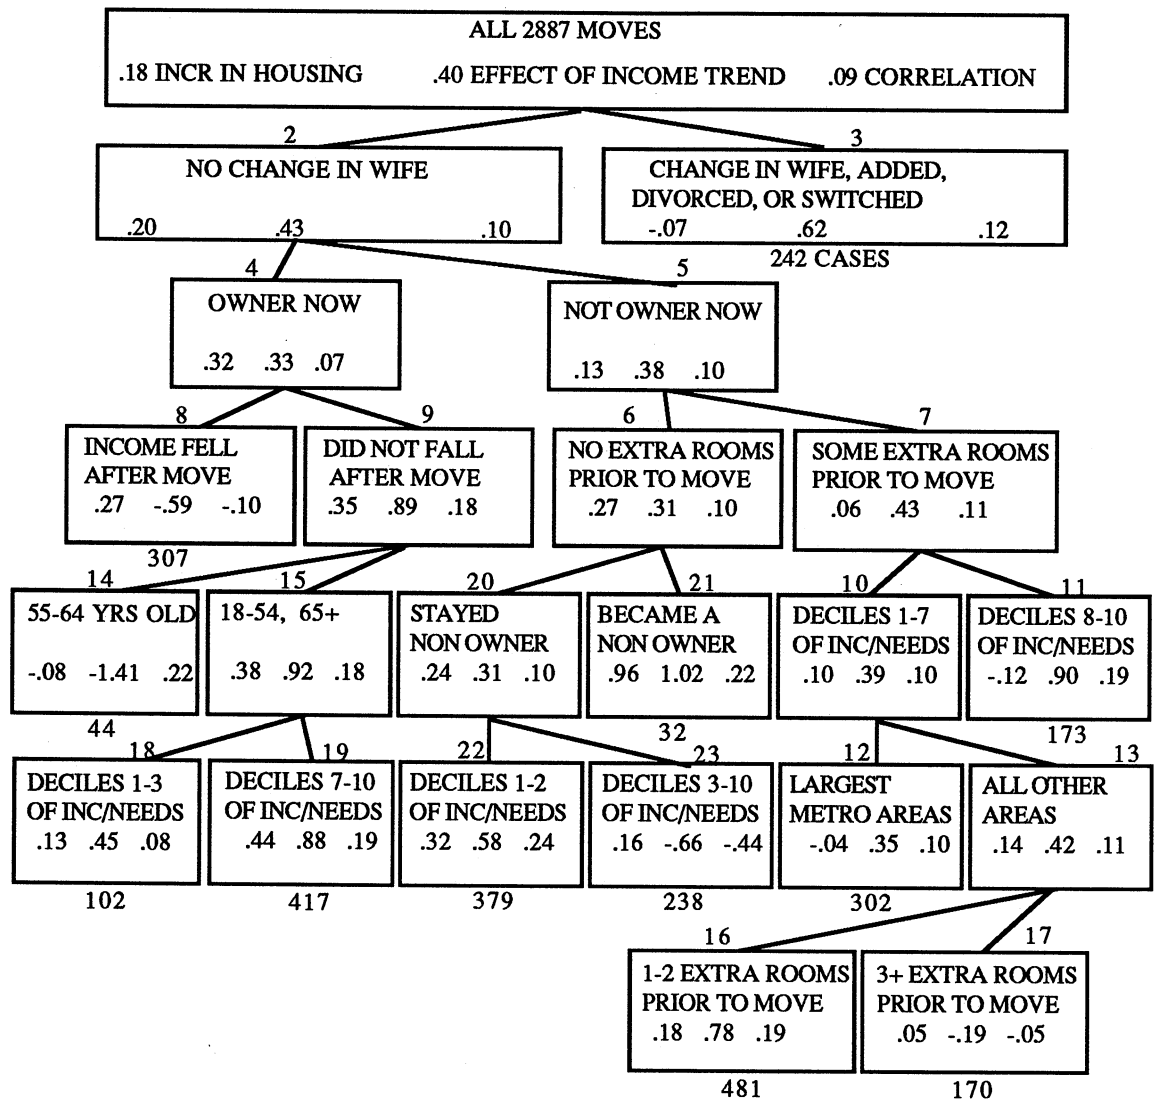 ALL 2887 MOVES
.18 INCR IN HOUSING .40 EFFECT OF INCOME TREND .09 CORRELATION
2
NO CHANGE IN WIFE
.20 .43 .10
3
CHANGE IN WIFE, ADDED,
DIVORCED, OR SWITCHED
-.07 .62 .12
242 CASES
4
OWNER NOW
.32 .33 .07
5
NOT OWNER NOW
.13 .38 .10
8
INCOME FELL
AFTER MOVE
.27 -.59 -.10
307
9
DID NOT FALL
AFTER MOVE
.35 .89 .18
6
NO EXTRA ROOMS
PRIOR TO MOVE
.27 .31 .10
7
SOME EXTRA ROOMS
PRIOR TO MOVE
.06 .43 .11
14
55-64 YRS OLD
-.08 -1.41 .22
44
15
18-54, 65+
.38 .92 .18
20
STAYED
NON OWNER
.24 .31 .10
21
BECAME A
NON OWNER
.96 1.02 .22
32
10
DECILES 1-7
OF INC/NEEDS
.10 .39 .10
11
DECILES 8-10
OF INC/NEEDS
-.12 .90 .19
173
18
DECILES 1-3
OF INC/NEEDS
.13 .45 .08
102
19
DECILES 7-10
OF INC/NEEDS
.44 .88 .19
417
22
DECILES 1-2
OF INC/NEEDS
.32 .58 .24
379
23
DECILES 3-10
OF INC/NEEDS
.16 -.66 -.44
238
12
LARGEST
METRO AREAS
-.04 .35 .10
302
13
ALL OTHER
AREAS
.14 .42 .11
16
1-2 EXTRA ROOMS
PRIOR TO MOVE
.18 .78 .19
481
17
3+ EXTRA ROOMS
PRIOR TO MOVE
.05 -.19 -.05
170